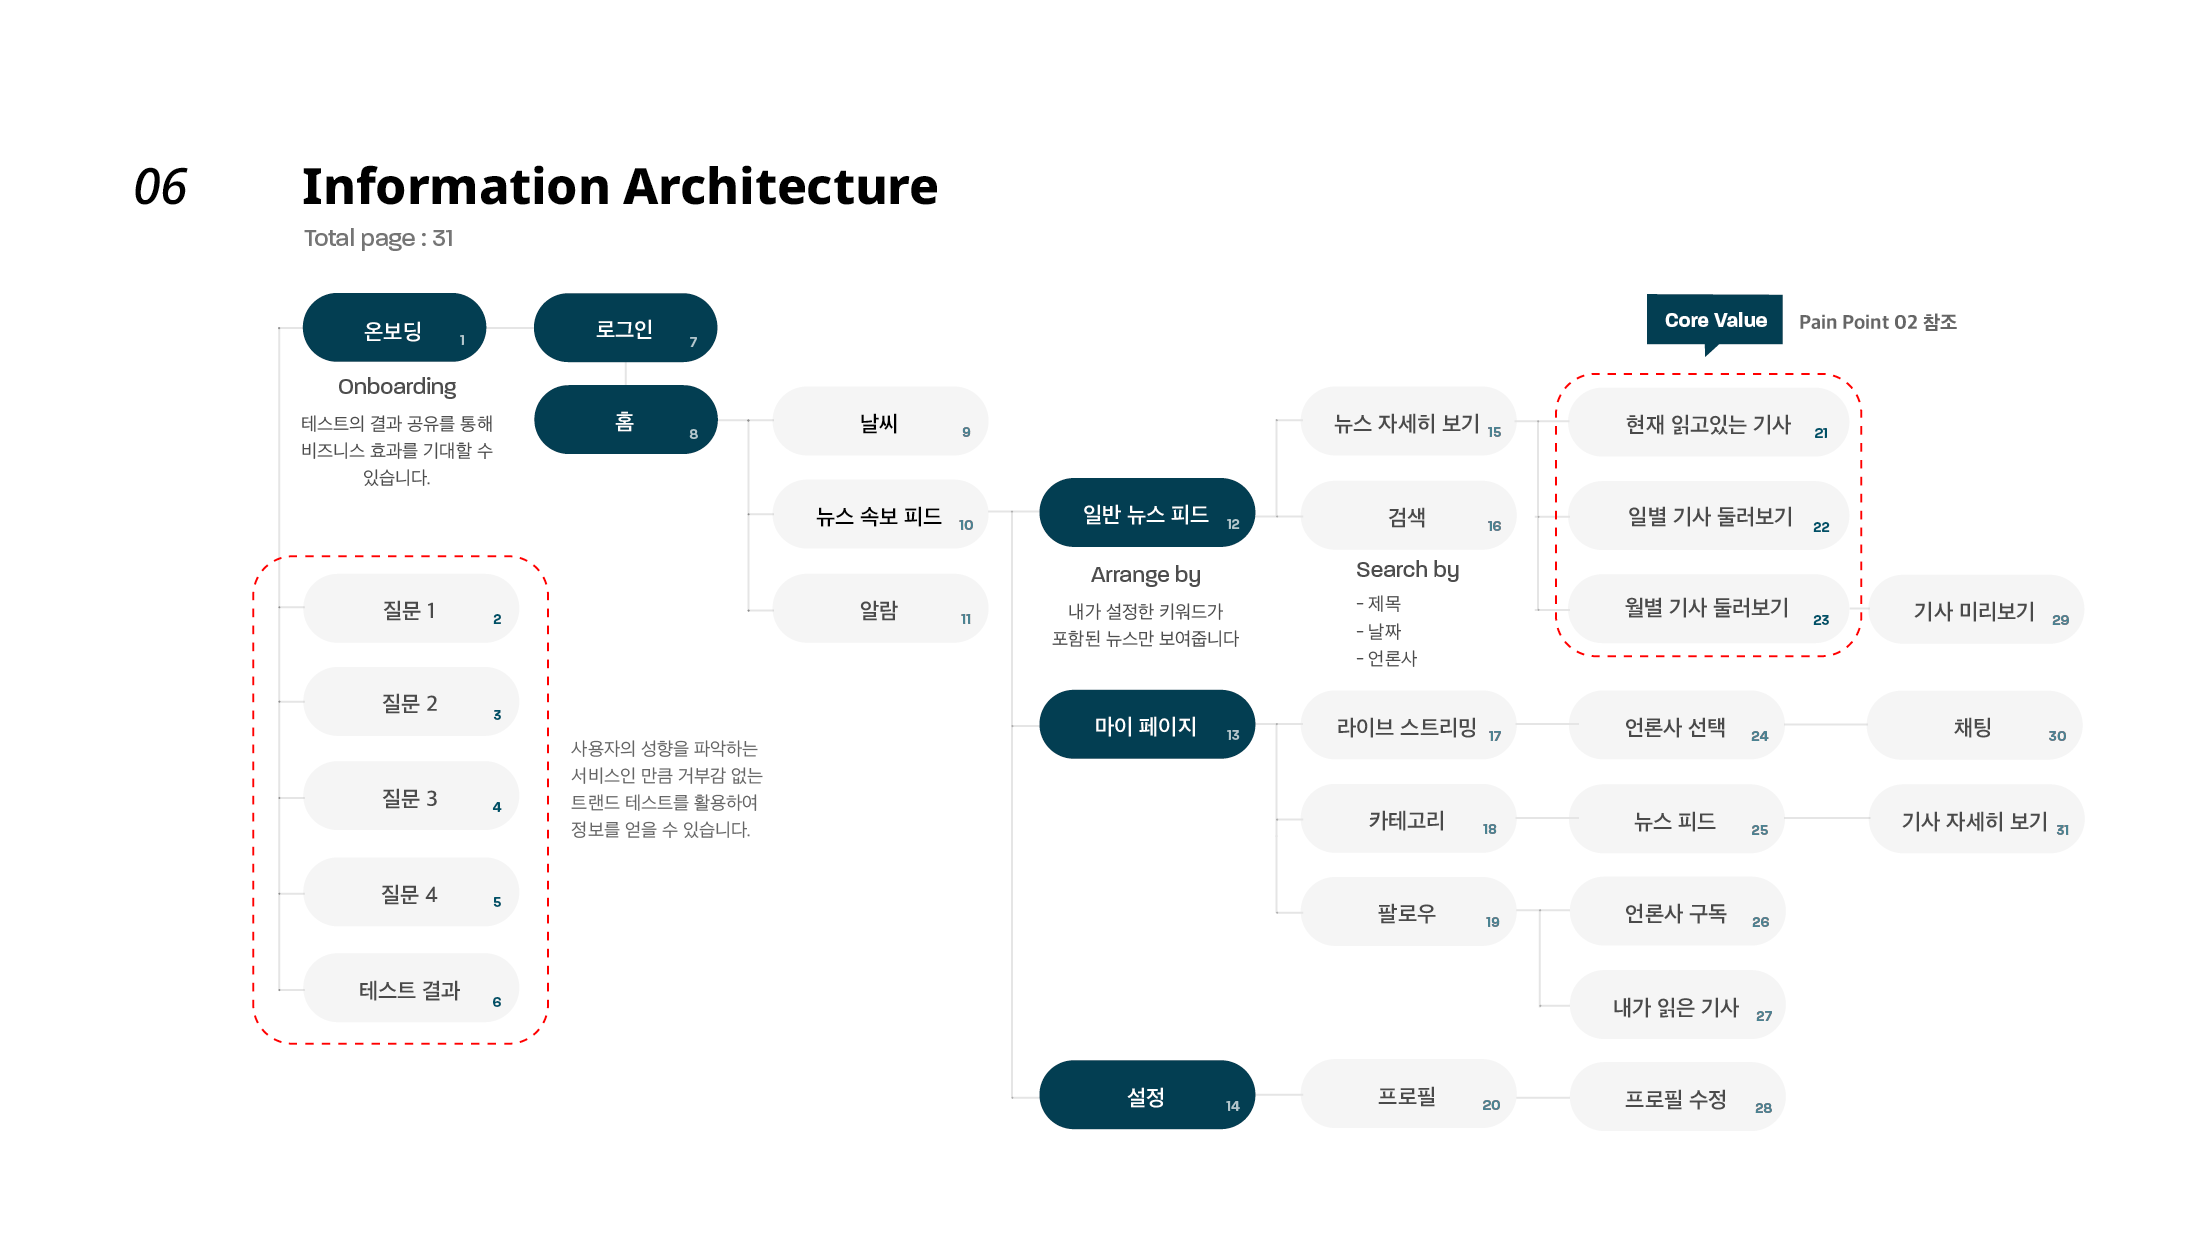 06
Information Architecture
Total page : 31
온보딩 1
Onboarding
테스트의 결과 공유를 통해
비즈니스 효과를 기대할 수
있습니다.
질문 1 2
질문 2 3
질문 3 4
질문 4 5
테스트 결과 6
사용자의 성향을 파악하는
서비스인 만큼 거부감 없는
트랜드 테스트를 활용하여
정보를 얻을 수 있습니다.
로그인 7
홈 8
날씨 9
뉴스 속보 피드 10
알람 11
일반 뉴스 피드 12
Arrange by
내가 설정한 키워드가
포함된 뉴스만 보여줍니다
마이 페이지 13
설정 14
뉴스 자세히 보기 15
검색 16
Search by
- 제목
- 날짜
- 언론사
라이브 스트리밍 17
카테고리 18
팔로우 19
프로필 20
Core Value
Pain Point 02 참조
현재 읽고있는 기사 21
일별 기사 둘러보기 22
월별 기사 둘러보기 23
언론사 선택 24
뉴스 피드 25
언론사 구독 26
내가 읽은 기사 27
프로필 수정 28
기사 미리보기 29
채팅 30
기사 자세히 보기 31